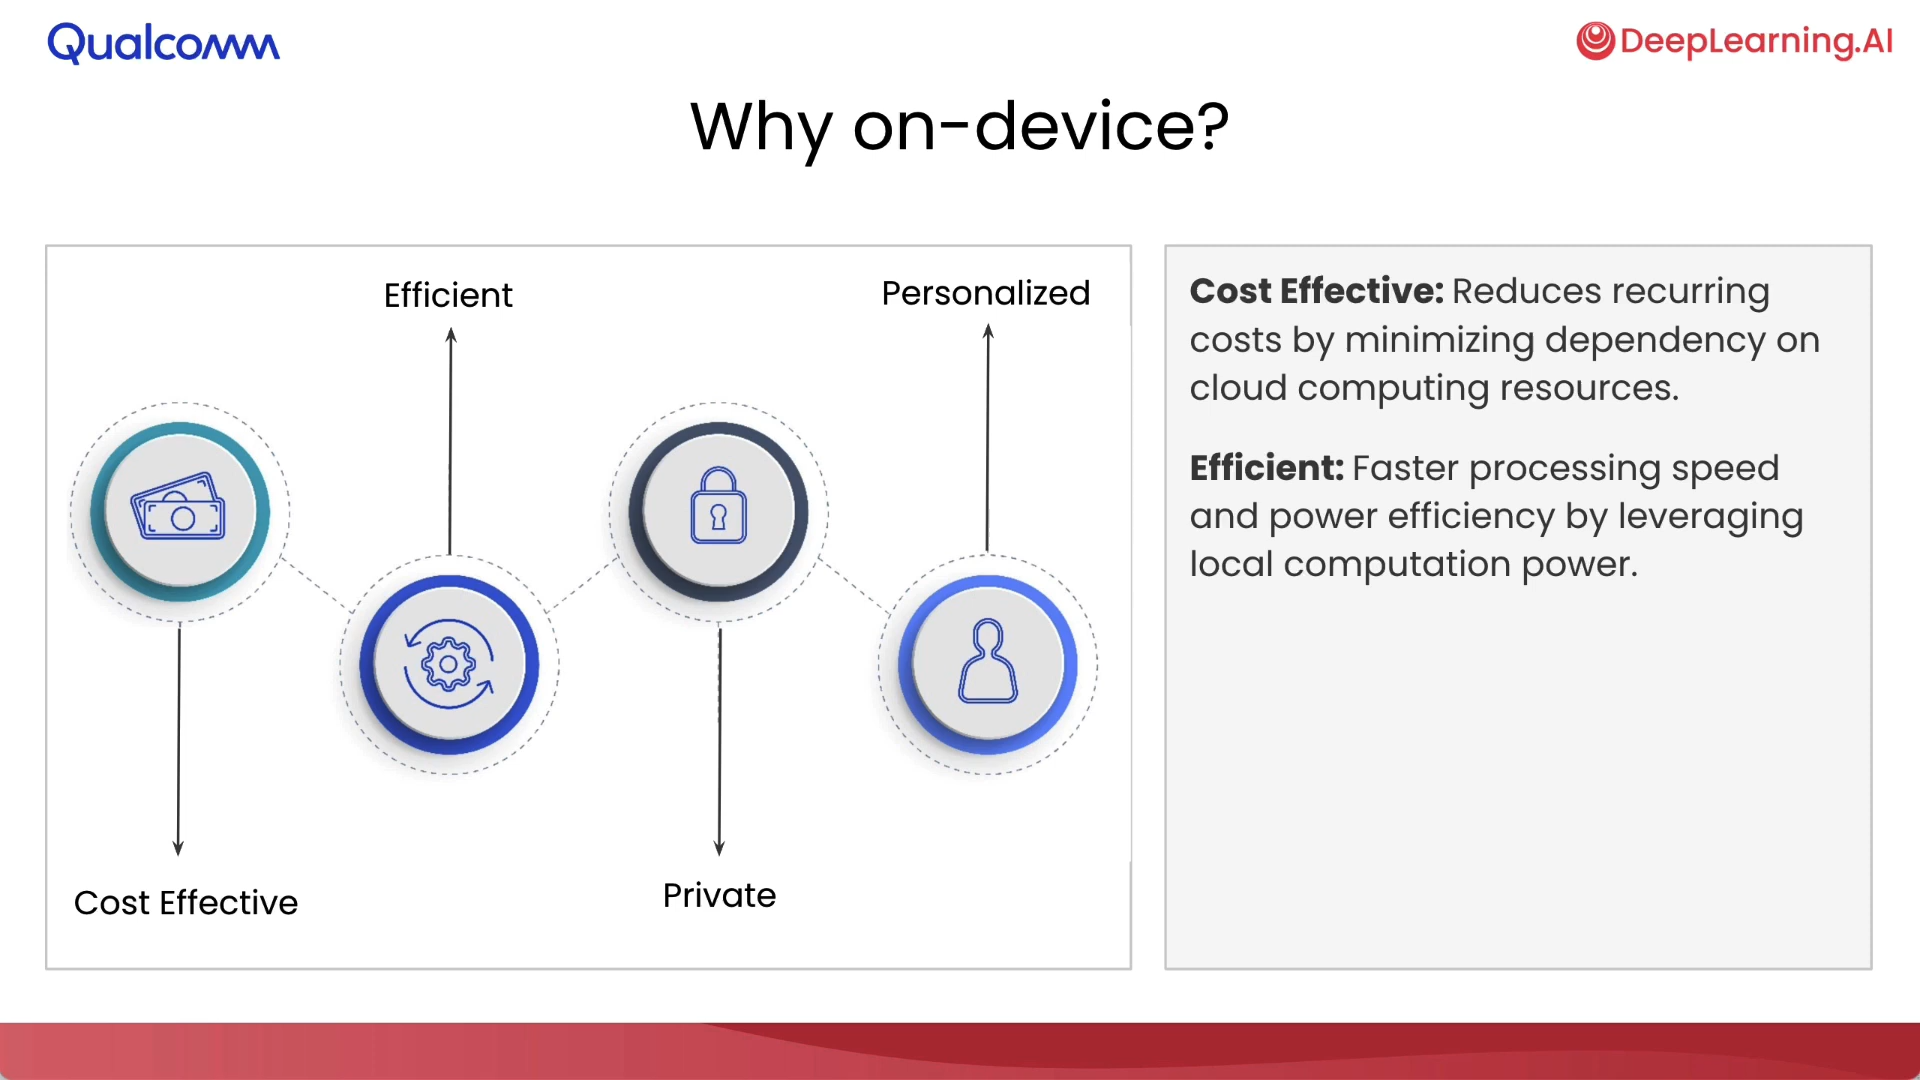 Qualcomm
DeepLearning.AI
Why on-device?
Efficient
Personalized
Cost Effective
Private
Cost Effective: Reduces recurring
costs by minimizing dependency on
cloud computing resources.
Efficient: Faster processing speed
and power efficiency by leveraging
local computation power.